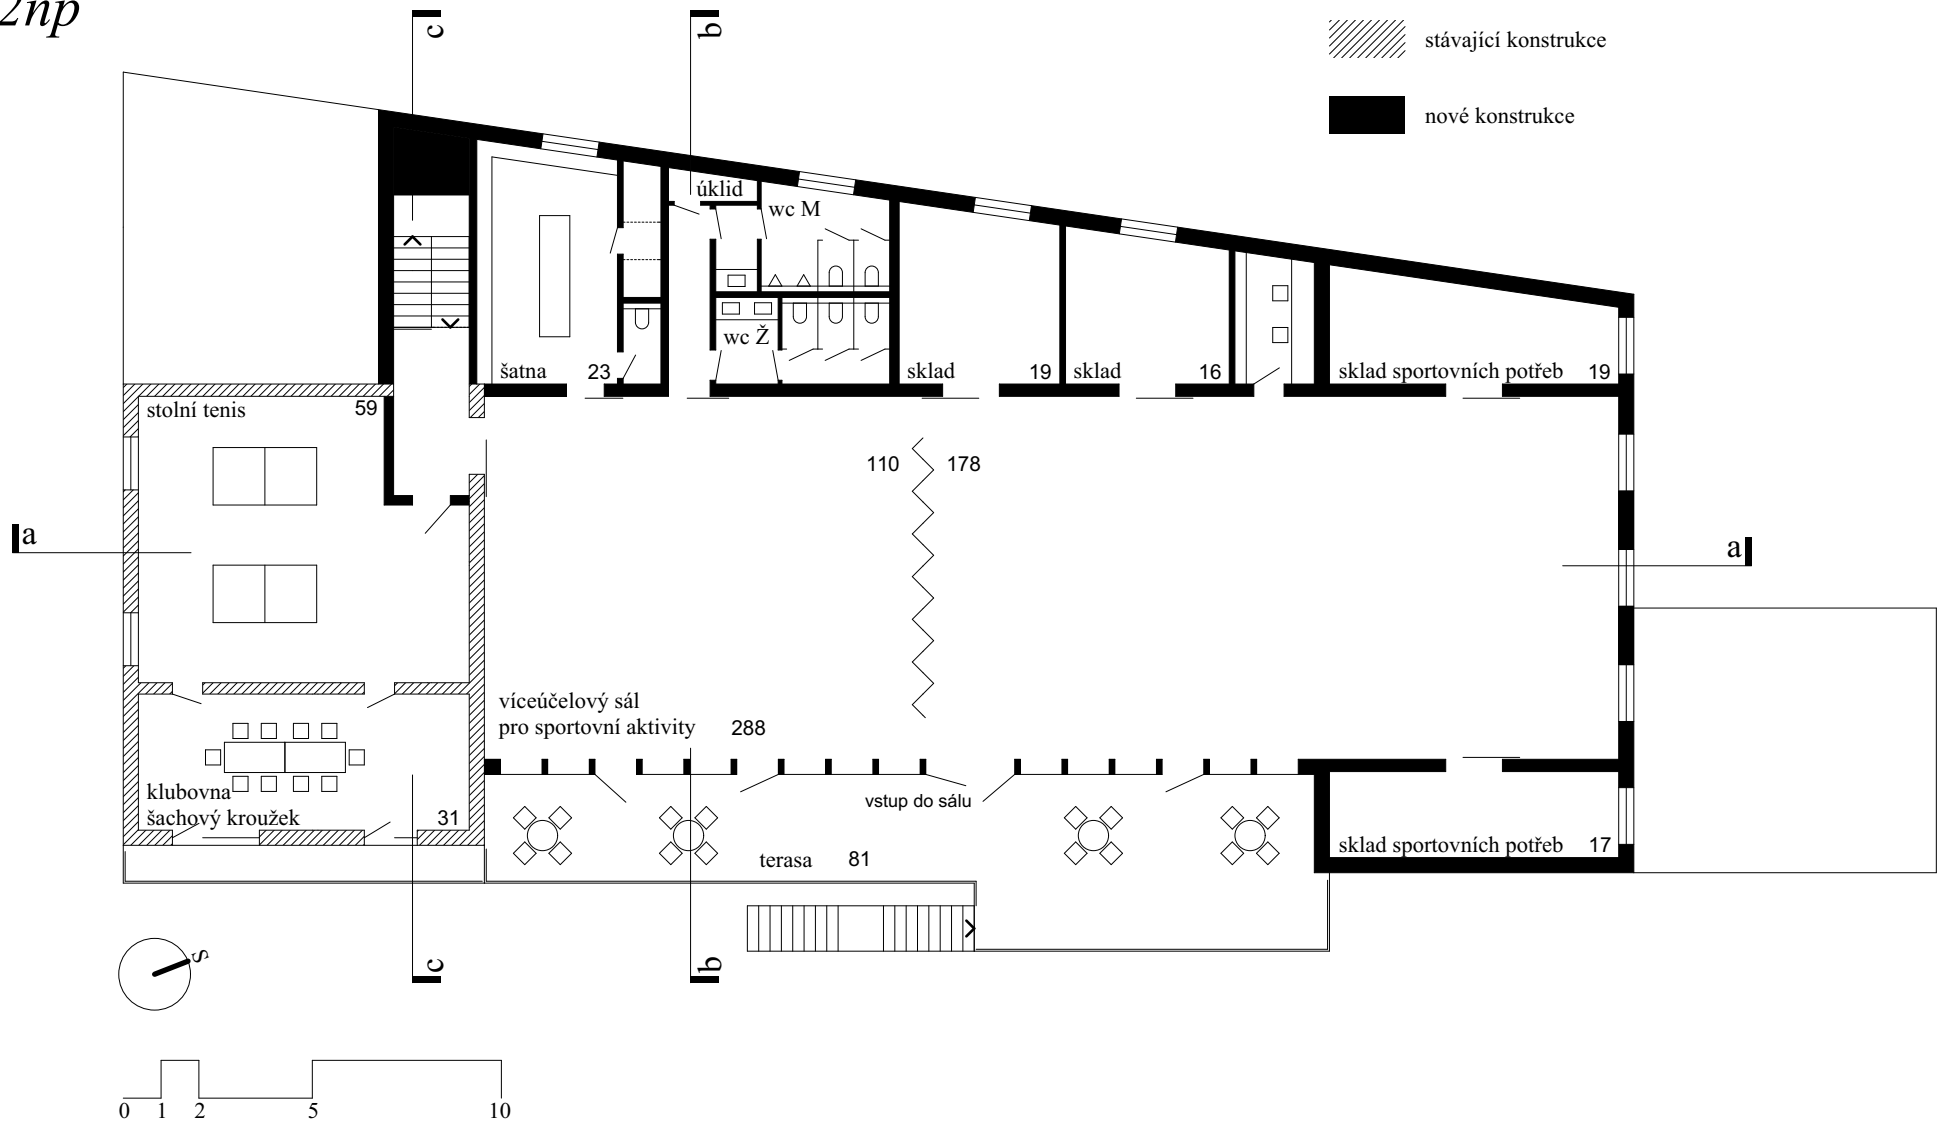 2np
c
b
stávající konstrukce
nové konstrukce
úklid
wc M
wc Ž
šatna 23
sklad 19
sklad 16
sklad sportovních potřeb 19
stolní tenis 59
110 178
a
a
víceúčelový sál
pro sportovní aktivity 288
klubovna
šachový kroužek 31
vstup do sálu
terasa 81
sklad sportovních potřeb 17
s
c
b
0 1 2 5 10